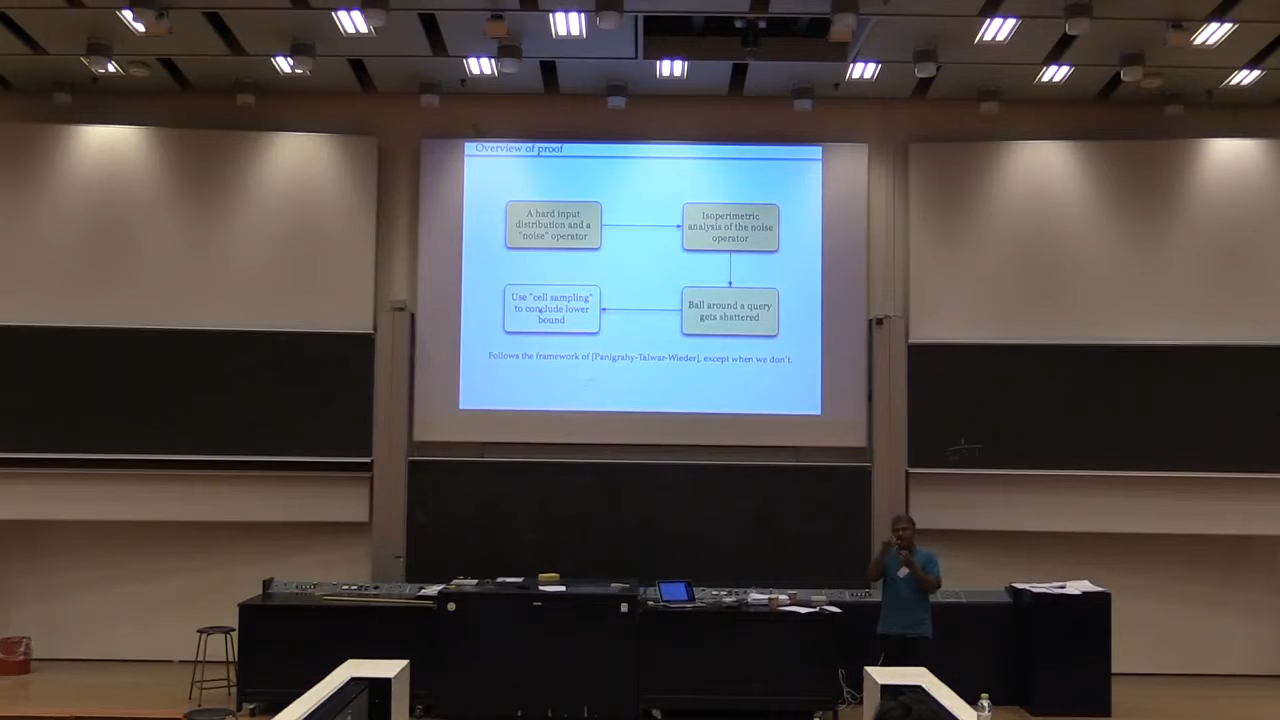 Overview of proof
A hard input
distribution and a
"noise" operator
Isoperimetric
analysis of the noise
operator
Use "cell sampling"
to conclude lower
bound
Ball around a query
gets shattered
Follows the framework of [Panigrahy-Talwar-Wieder], except when we don't.